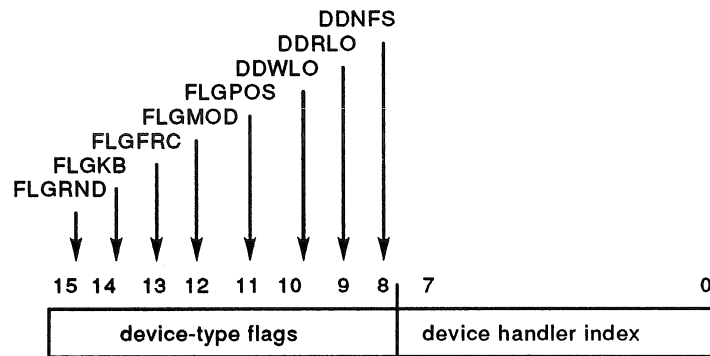 DDNFS
DDRLO
DDWLO
FLGPOS
FLGMOD
FLGFRC
FLGKB
FLGRND
15 14 13 12 11 10 9 8 7 0
device-type flags device handler index